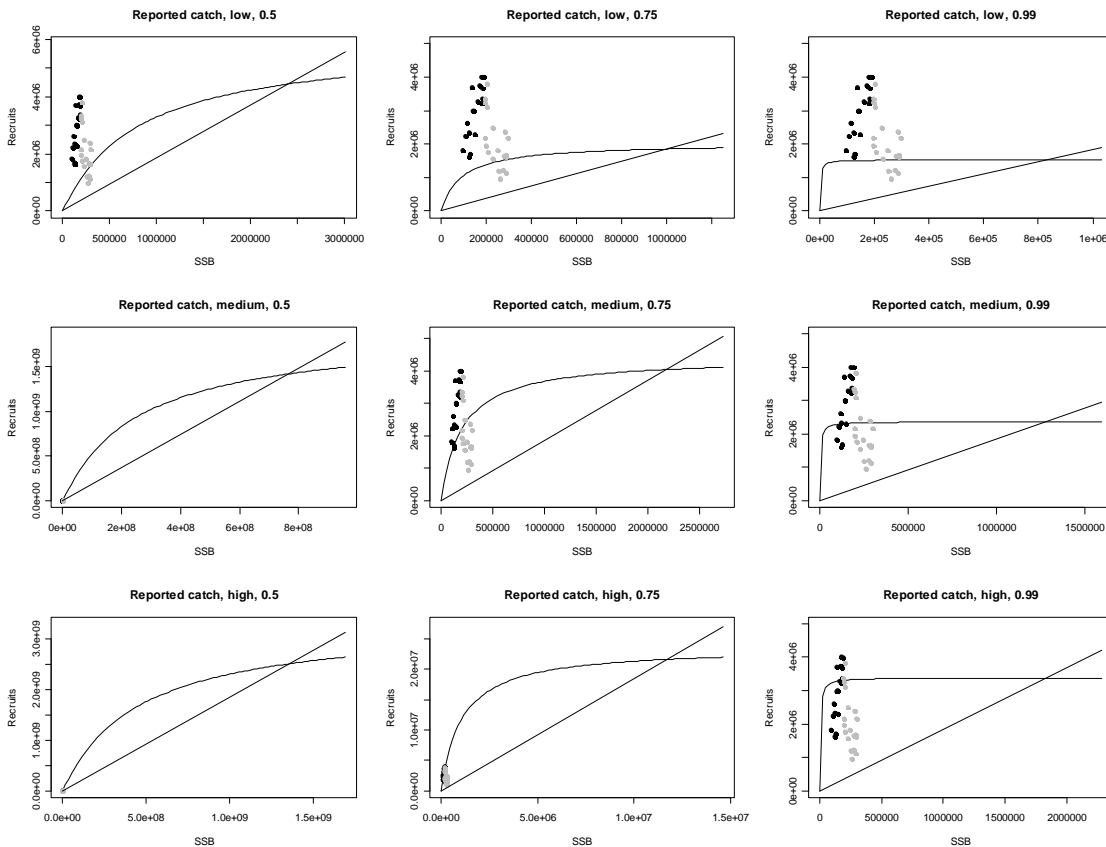 Reported catch, low, 0.5
Recruits
0e+00 2e+06 4e+06 6e+06
0 500000 1000000 2000000 3000000
SSB
Reported catch, low, 0.75
Recruits
0e+00 2e+06 4e+06
0 200000 400000 600000 800000 1000000
SSB
Reported catch, low, 0.99
Recruits
0e+00 2e+06 4e+06
0e+00 2e+05 4e+05 6e+05 8e+05 1e+06
SSB
Reported catch, medium, 0.5
Recruits
0.0e+00 5.0e+08 1.0e+09 1.5e+09
0e+00 2e+08 4e+08 6e+08 8e+08
SSB
Reported catch, medium, 0.75
Recruits
0e+00 2e+06 4e+06
0 500000 1000000 1500000 2000000 2500000
SSB
Reported catch, medium, 0.99
Recruits
0e+00 2e+06 4e+06
0 500000 1000000 1500000
SSB
Reported catch, high, 0.5
Recruits
0.0e+00 1.0e+09 2.0e+09 3.0e+09
0.0e+00 5.0e+08 1.0e+09 1.5e+09
SSB
Reported catch, high, 0.75
Recruits
0.0e+00 1.0e+07 2.0e+07
0.0e+00 5.0e+06 1.0e+07 1.5e+07
SSB
Reported catch, high, 0.99
Recruits
0e+00 2e+06 4e+06
0 500000 1000000 1500000 2000000
SSB